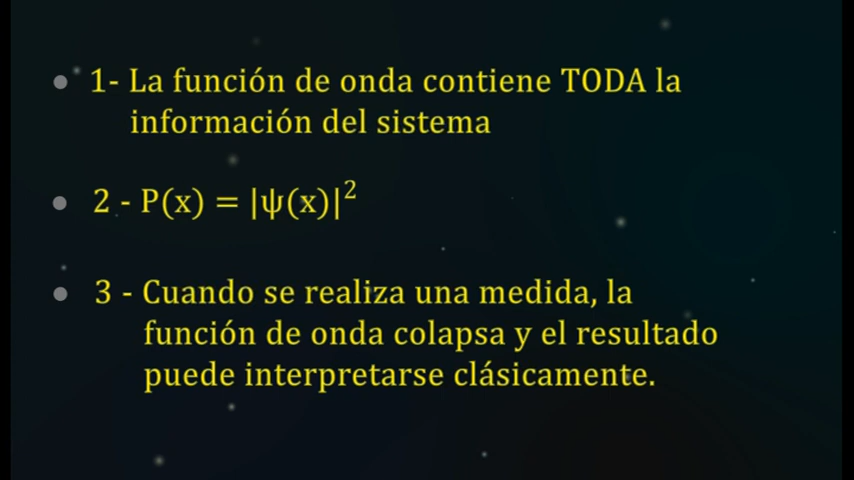 1- La función de onda contiene TODA la
información del sistema
2 - P(x) = |ψ(x)|²
3 - Cuando se realiza una medida, la
función de onda colapsa y el resultado
puede interpretarse clásicamente.